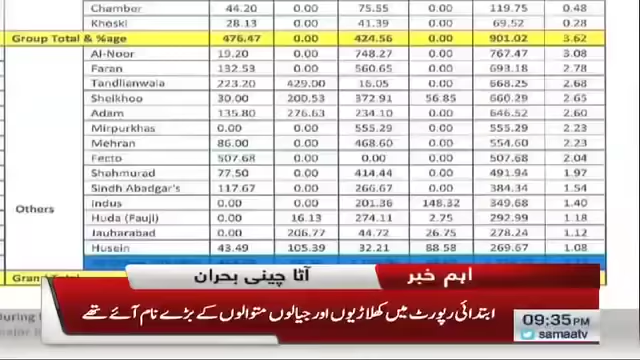 Chamber 44.20 0.00 75.55 0.00 119.75 0.48
Khoski 28.13 0.00 41.39 0.00 69.52 0.28
Group Total & %age 476.47 0.00 424.56 0.00 901.02 3.62
Al-Noor 19.20 0.00 748.27 0.00 767.47 3.08
Faran 132.53 0.00 560.65 0.00 693.18 2.78
Tandlianwala 223.20 429.00 16.05 0.00 668.25 2.68
Sheikhoo 30.00 200.53 372.91 56.85 660.29 2.65
Adam 135.80 276.63 234.10 0.00 646.52 2.60
Mirpurkhas 0.00 0.00 555.29 0.00 555.29 2.23
Mehran 86.00 0.00 468.60 0.00 554.60 2.23
Fecto 507.68 0.00 0.00 0.00 507.68 2.04
Shahmurad 77.50 0.00 414.44 0.00 491.94 1.97
Sindh Abadgar's 117.67 0.00 266.67 0.00 384.34 1.54
Others Indus 0.00 0.00 201.36 148.32 349.68 1.40
Huda (Fauji) 0.00 16.13 274.11 2.75 292.99 1.18
Jauharabad 0.00 206.77 44.72 26.75 278.24 1.12
Husein 43.49 105.39 32.21 88.58 269.67 1.08
آٹا چینی بحران
اہم خبر
ابتدائی رپورٹ میں کھلاڑیوں اور جیالوں متوالوں کے بڑے نام آئے تھے
09:35PM
samaatv